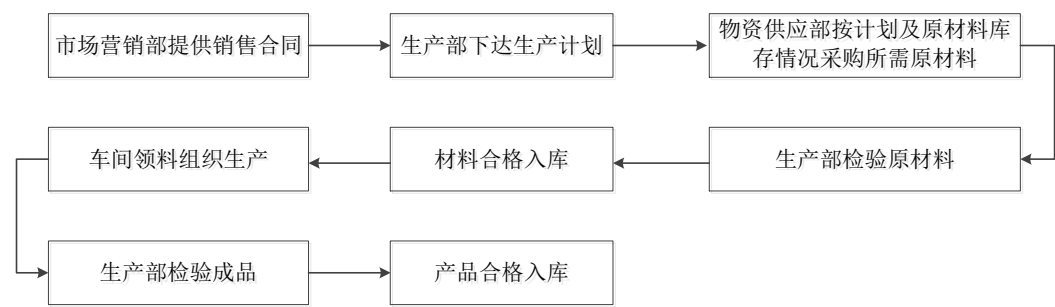 市场营销部提供销售合同
生产部下达生产计划
物资供应部按计划及原材料库
存情况采购所需原材料
生产部检验原材料
材料合格入库
车间领料组织生产
生产部检验成品
产品合格入库